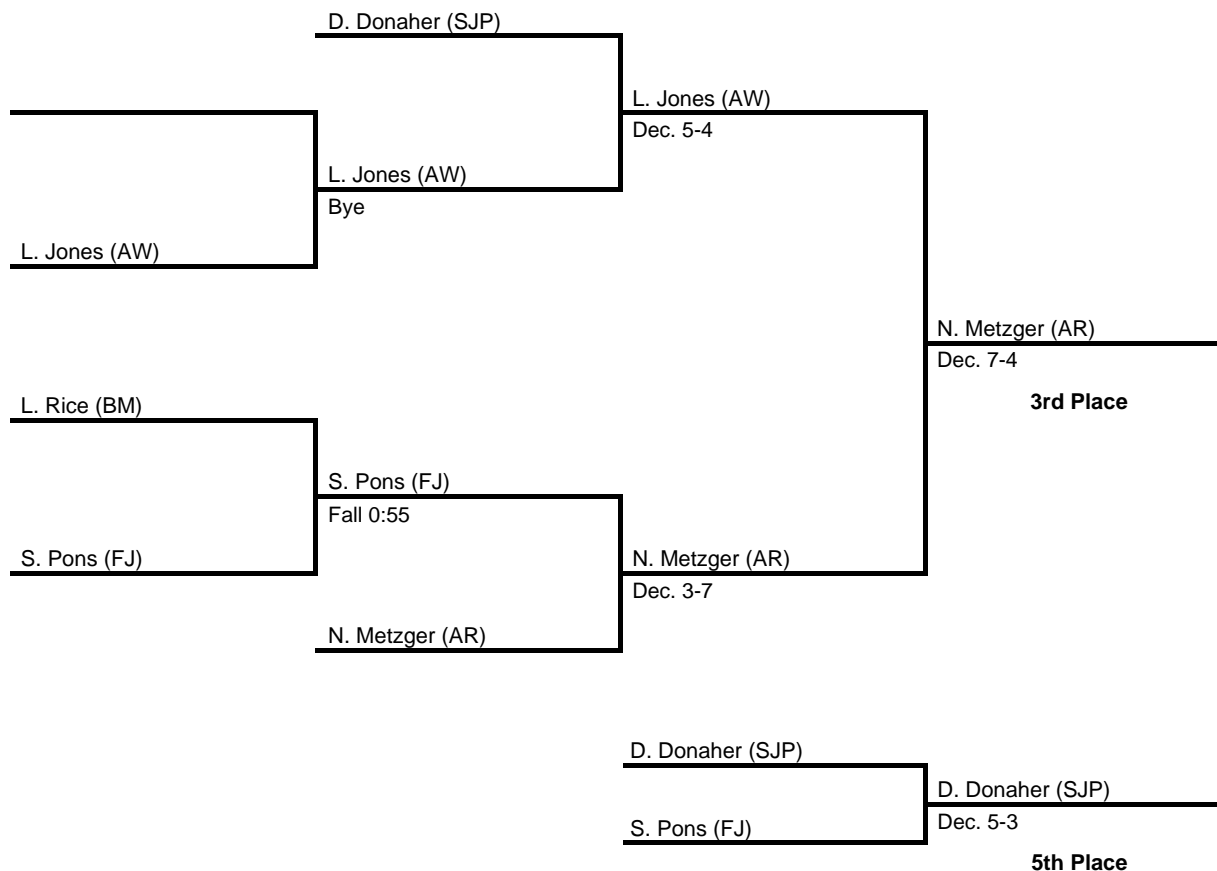 D. Donaher (SJP)
L. Jones (AW)
Dec. 5-4
L. Jones (AW)
Bye
L. Jones (AW)
N. Metzger (AR)
Dec. 7-4
3rd Place
L. Rice (BM)
S. Pons (FJ)
Fall 0:55
S. Pons (FJ)
N. Metzger (AR)
Dec. 3-7
N. Metzger (AR)
D. Donaher (SJP)
D. Donaher (SJP)
Dec. 5-3
S. Pons (FJ)
5th Place